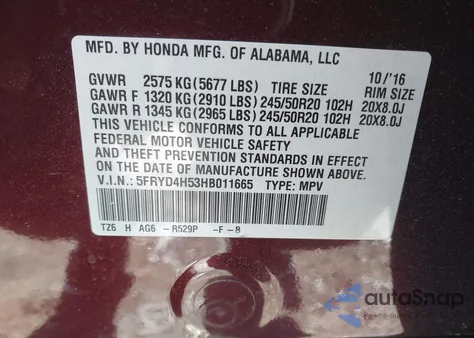 MFD. BY HONDA MFG. OF ALABAMA, LLC
GVWR 2575 KG (5677 LBS) TIRE SIZE 10/'16 RIM SIZE
GAWR F 1320 KG (2910 LBS) 245/50R20 102H 20X8.0J
GAWR R 1345 KG (2965 LBS) 245/50R20 102H 20X8.0J
THIS VEHICLE CONFORMS TO ALL APPLICABLE
FEDERAL MOTOR VEHICLE SAFETY
AND THEFT PREVENTION STANDARDS IN EFFECT
ON THE DATE OF MANUFACTURE SHOWN ABOVE.
V.I.N.: 5FRYD4H53HB011665 TYPE: MPV
TZ6 H AG6 -R529P -F -B
autoSnap